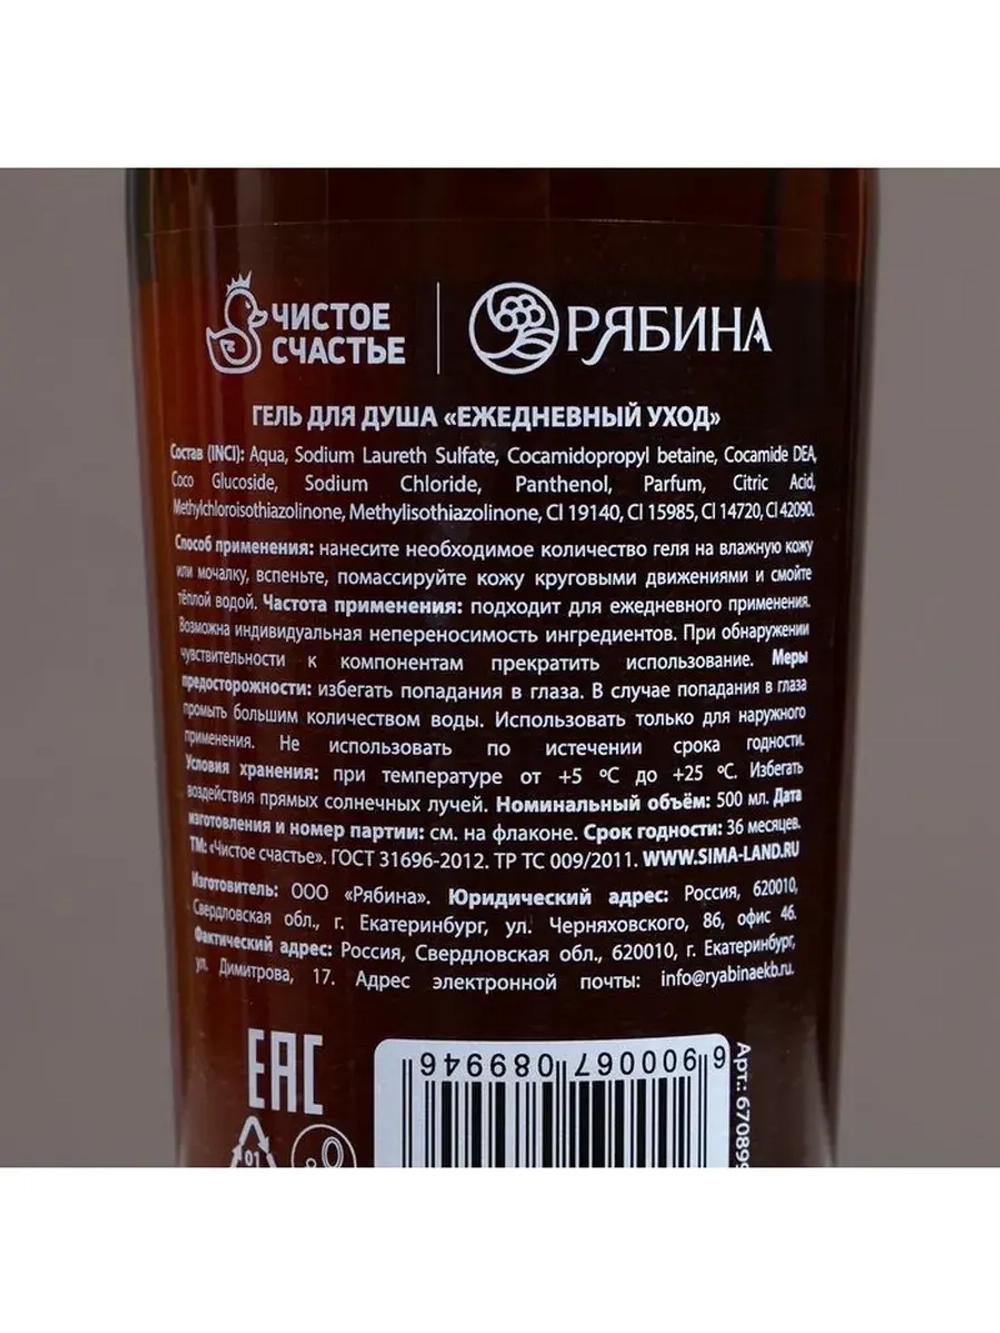 ЧИСТОЕ
СЧАСТЬЕ
РЯБИНА
ГЕЛЬ ДЛЯ ДУША «ЕЖЕДНЕВНЫЙ УХОД»
Состав (INCI): Aqua, Sodium Laureth Sulfate, Cocamidopropyl betaine, Cocamide DEA,
Coco Glucoside, Sodium Chloride, Panthenol, Parfum, Citric Acid,
Methylchloroisothiazolinone, Methylisothiazolinone, CI 19140, CI 15985, CI 14720, CI 42090.
Способ применения: нанесите необходимое количество геля на влажную кожу
или мочалку, вспеньте, помассируйте кожу круговыми движениями и смойте
тёплой водой. Частота применения: подходит для ежедневного применения.
Возможна индивидуальная непереносимость ингредиентов. При обнаружении
чувствительности к компонентам прекратить использование. Меры
предосторожности: избегать попадания в глаза. В случае попадания в глаза
промыть большим количеством воды. Использовать только для наружного
применения. Не использовать по истечении срока годности.
Условия хранения: при температуре от +5 ºC до +25 ºC. Избегать
воздействия прямых солнечных лучей. Номинальный объём: 500 мл. Дата
изготовления и номер партии: см. на флаконе. Срок годности: 36 месяцев.
ТМ: «Чистое счастье». ГОСТ 31696-2012. ТР ТС 009/2011. WWW.SIMA-LAND.RU
Изготовитель: ООО «Рябина». Юридический адрес: Россия, 620010,
Свердловская обл., г. Екатеринбург, ул. Черняховского, 86, офис 46.
Фактический адрес: Россия, Свердловская обл., 620010, г. Екатеринбург,
ул. Димитрова, 17. Адрес электронной почты: info@ryabinaekb.ru.
EAC
01
6 900067 089946
Арт.: 670899